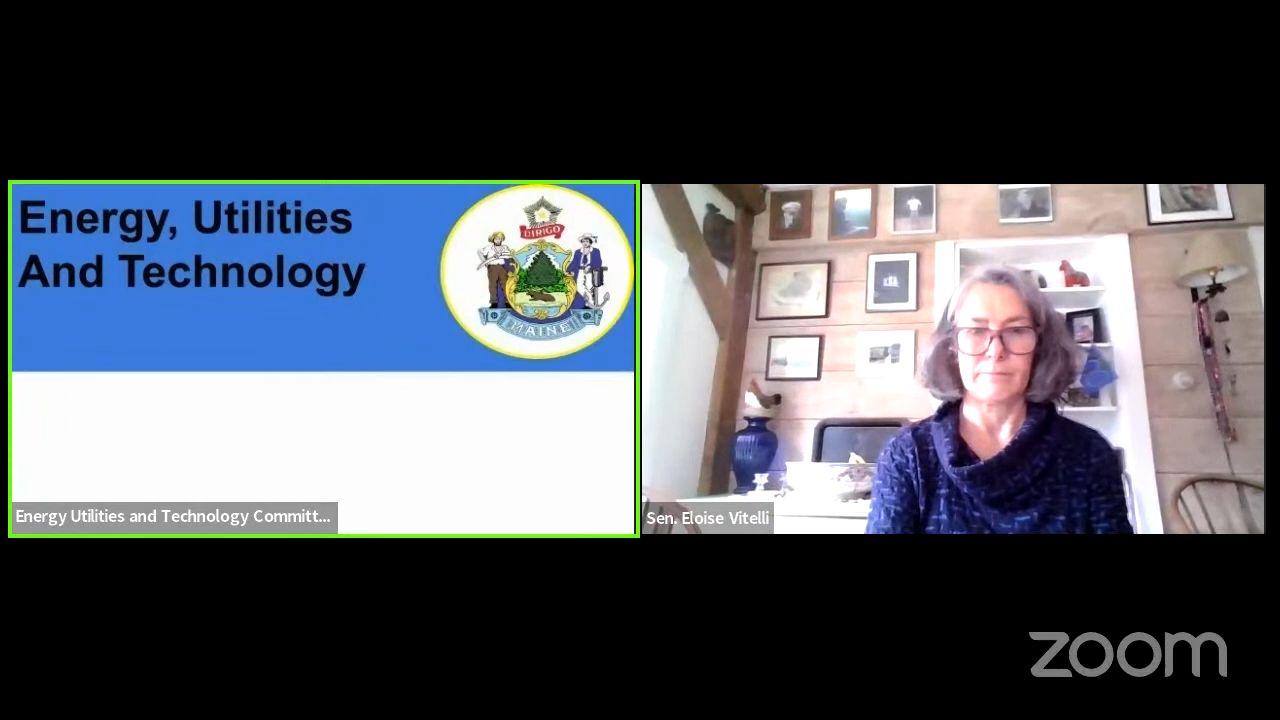 Energy, Utilities
And Technology
DIRIGO
MAINE
Energy Utilities and Technology Committ...
Sen. Eloise Vitelli
zoom